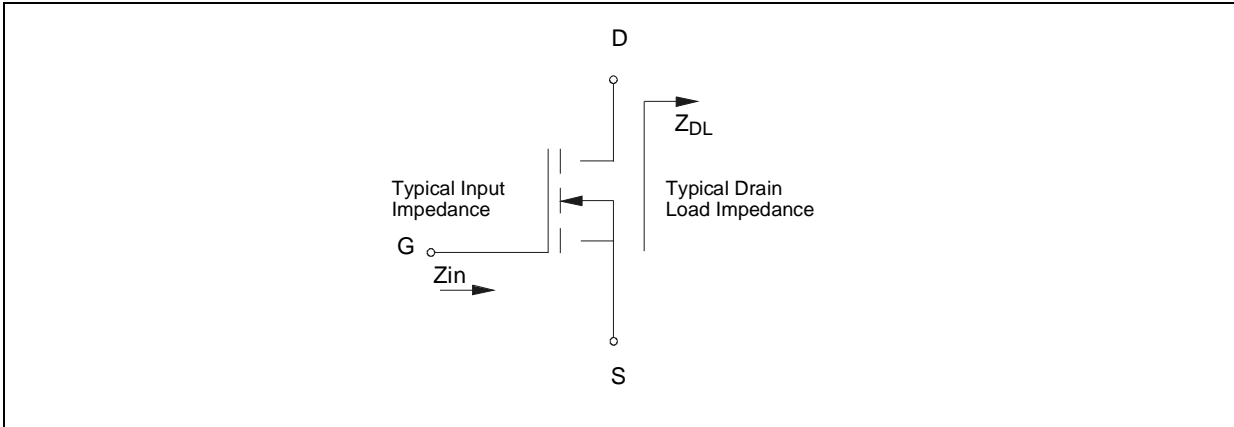 D
Z_DL
Typical Input
Impedance
Typical Drain
Load Impedance
G
Zin
S